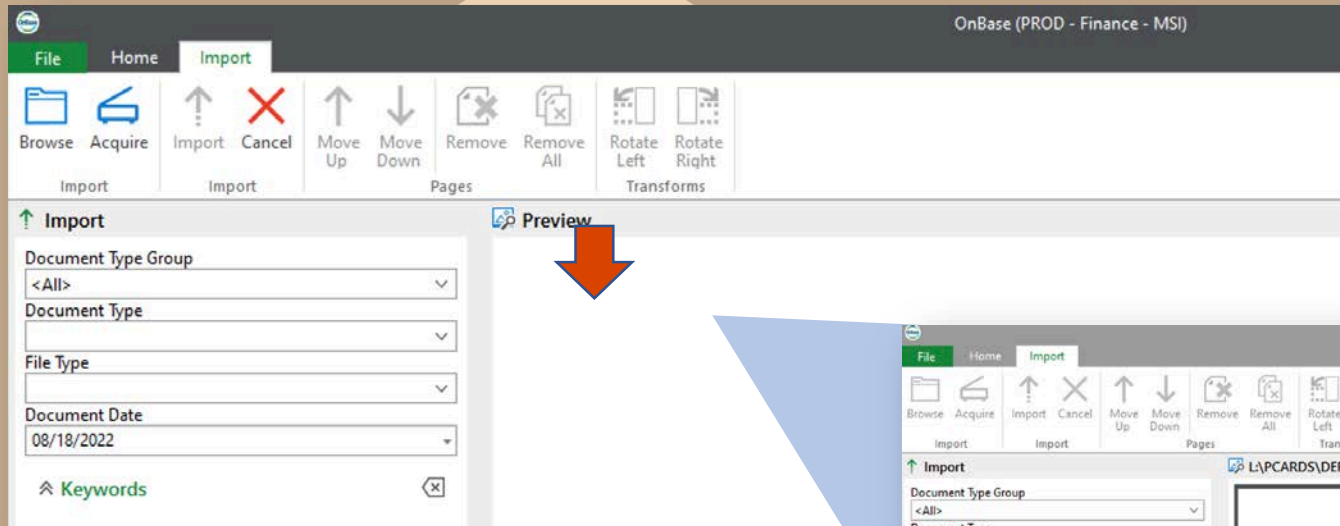 OnBase (PROD - Finance - MSI)
File Home Import
Browse Acquire Import Cancel Move Up Move Down Remove Remove All Rotate Left Rotate Right
Import Import Pages Transforms
Import
Preview
Document Type Group
<All>
Document Type
File Type
Document Date
08/18/2022
Keywords
File Home Import
Browse Acquire Import Cancel Move Up Move Down Remove Remove All Rotate Left
Import Import Pages Tran
Import
L:\PCARDS\DE
Document Type Group
<All>